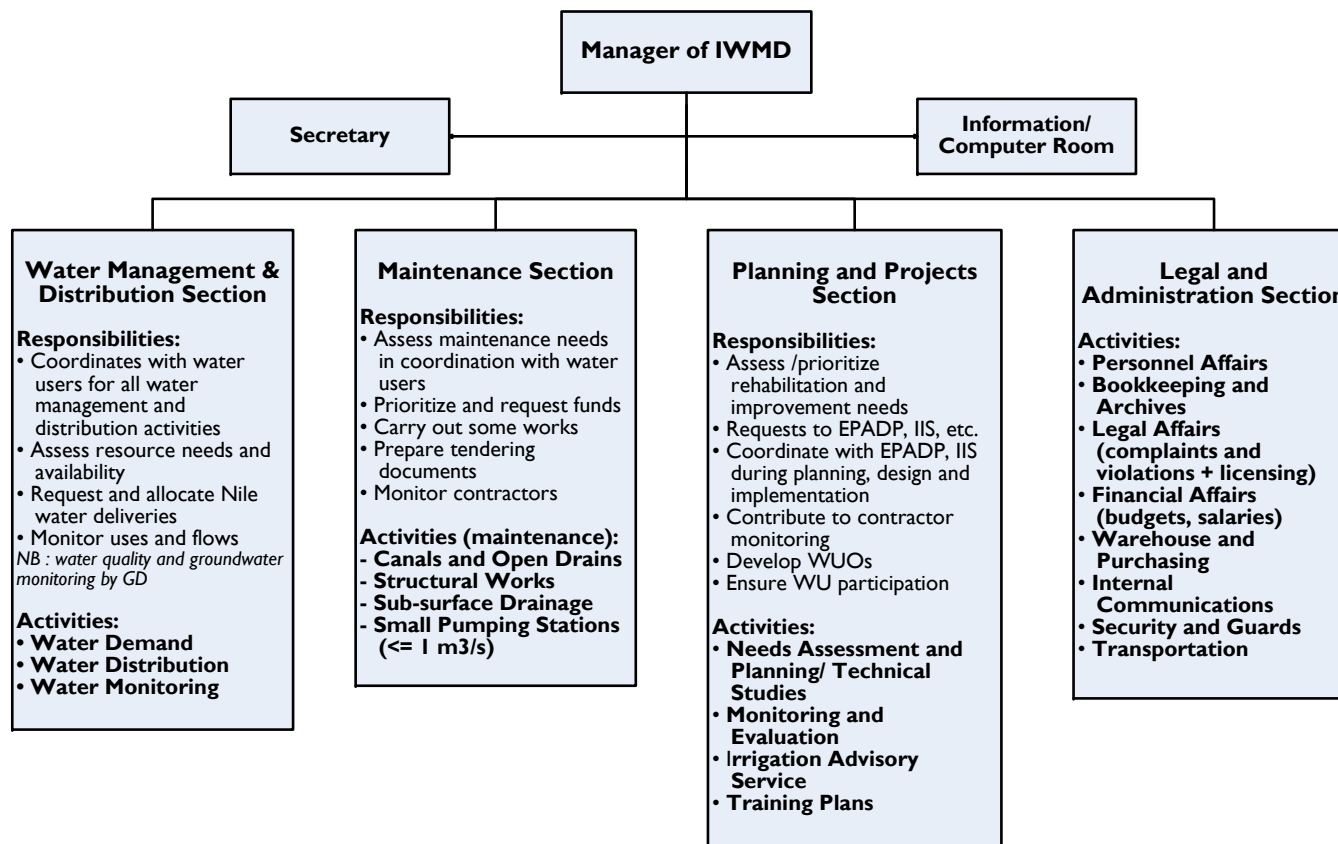 Manager of IWMD
Secretary
Information/
Computer Room
Water Management &
Distribution Section
Responsibilities:
• Coordinates with water
users for all water
management and
distribution activities
• Assess resource needs and
availability
• Request and allocate Nile
water deliveries
• Monitor uses and flows
NB : water quality and groundwater
monitoring by GD
Activities:
• Water Demand
• Water Distribution
• Water Monitoring
Maintenance Section
Responsibilities:
• Assess maintenance needs
in coordination with water
users
• Prioritize and request funds
• Carry out some works
• Prepare tendering
documents
• Monitor contractors
Activities (maintenance):
- Canals and Open Drains
- Structural Works
- Sub-surface Drainage
- Small Pumping Stations
(<= 1 m3/s)
Planning and Projects
Section
Responsibilities:
• Assess /prioritize
rehabilitation and
improvement needs
• Requests to EPADP, IIS, etc.
• Coordinate with EPADP, IIS
during planning, design and
implementation
• Contribute to contractor
monitoring
• Develop WUOs
• Ensure WU participation
Activities:
• Needs Assessment and
Planning/ Technical
Studies
• Monitoring and
Evaluation
• Irrigation Advisory
Service
• Training Plans
Legal and
Administration Section
Activities:
• Personnel Affairs
• Bookkeeping and
Archives
• Legal Affairs
(complaints and
violations + licensing)
• Financial Affairs
(budgets, salaries)
• Warehouse and
Purchasing
• Internal
Communications
• Security and Guards
• Transportation